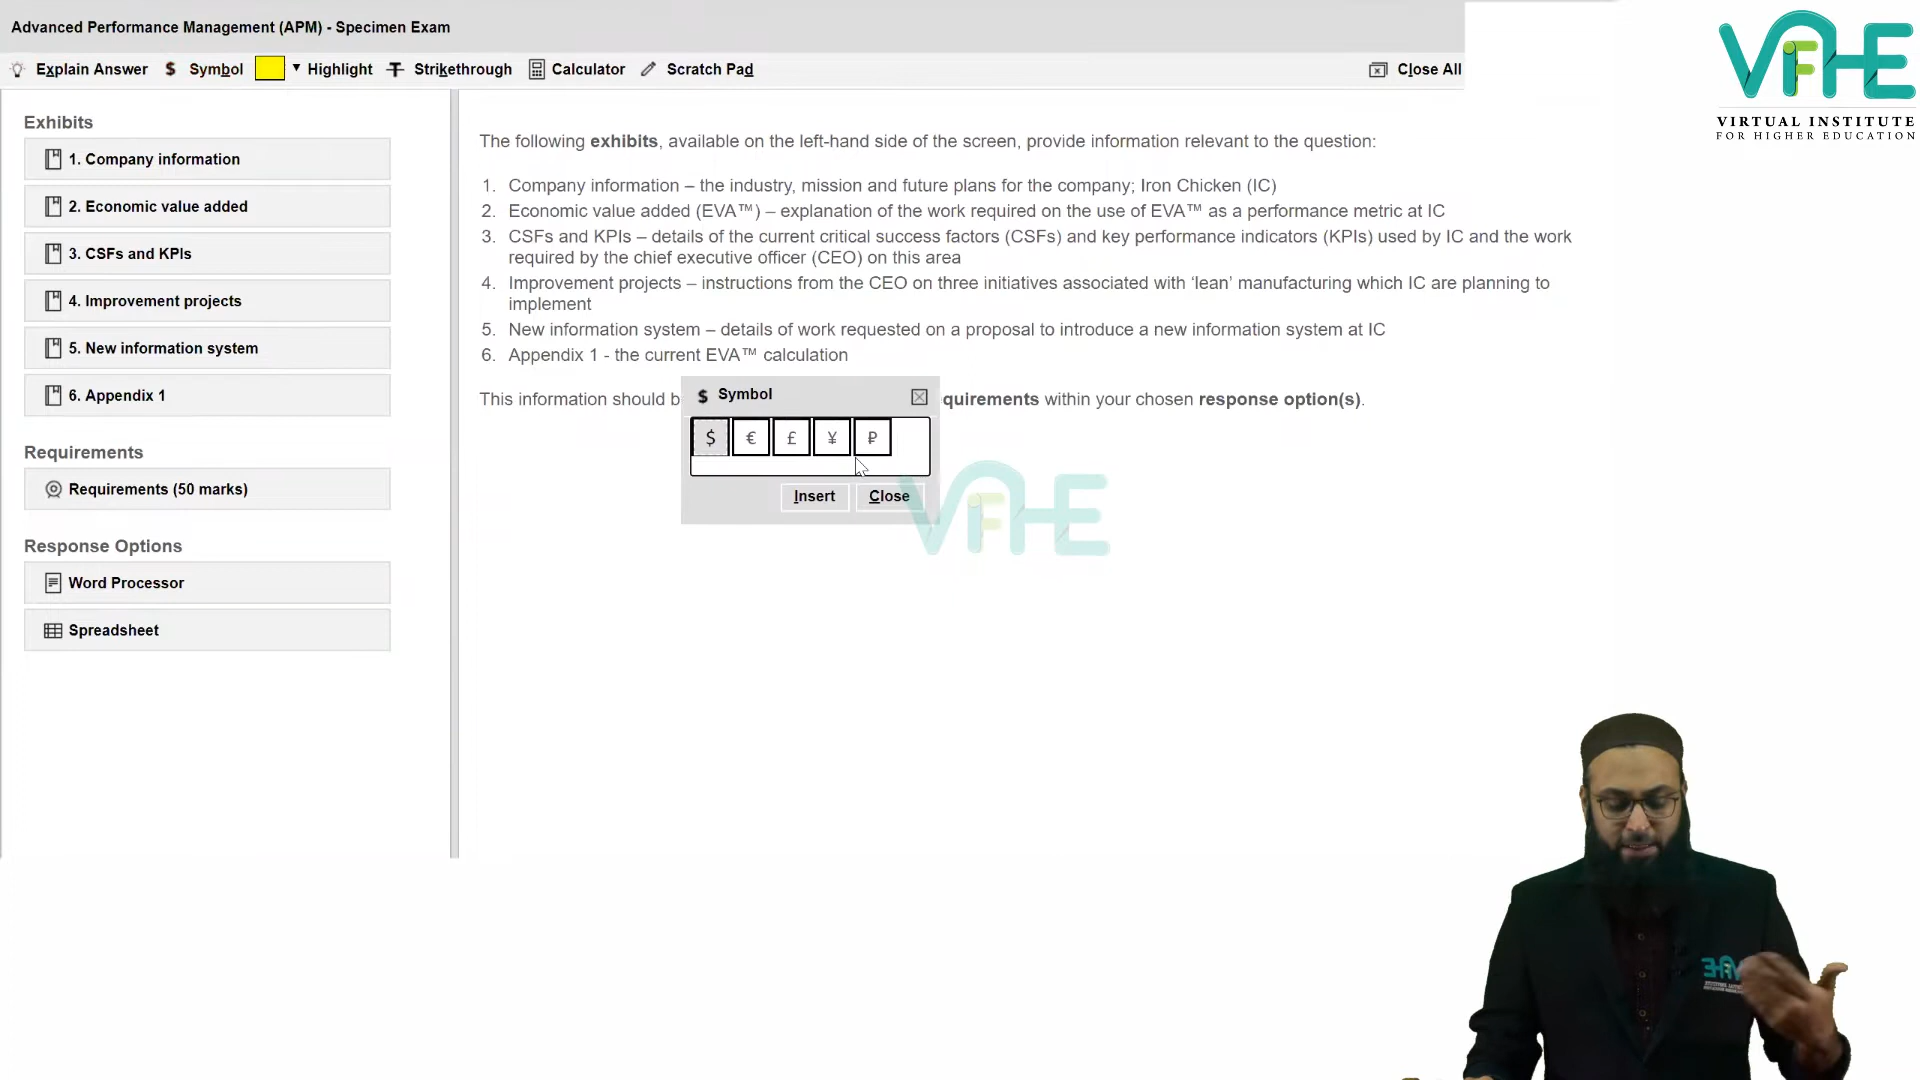 Advanced Performance Management (APM) - Specimen Exam
Explain Answer $ Symbol Highlight Strikethrough Calculator Scratch Pad Close All
VIFHE
VIRTUAL INSTITUTE
FOR HIGHER EDUCATION
Exhibits
1. Company information
2. Economic value added
3. CSFs and KPIs
4. Improvement projects
5. New information system
6. Appendix 1
Requirements
Requirements (50 marks)
Response Options
Word Processor
Spreadsheet
The following exhibits, available on the left-hand side of the screen, provide information relevant to the question:
1. Company information – the industry, mission and future plans for the company; Iron Chicken (IC)
2. Economic value added (EVA™) – explanation of the work required on the use of EVA™ as a performance metric at IC
3. CSFs and KPIs – details of the current critical success factors (CSFs) and key performance indicators (KPIs) used by IC and the work
required by the chief executive officer (CEO) on this area
4. Improvement projects – instructions from the CEO on three initiatives associated with ‘lean’ manufacturing which IC are planning to
implement
5. New information system – details of work requested on a proposal to introduce a new information system at IC
6. Appendix 1 - the current EVA™ calculation
This information should b
quirements within your chosen response option(s).
$ Symbol
$ € £ ¥ ₽
Insert Close
VIFHE